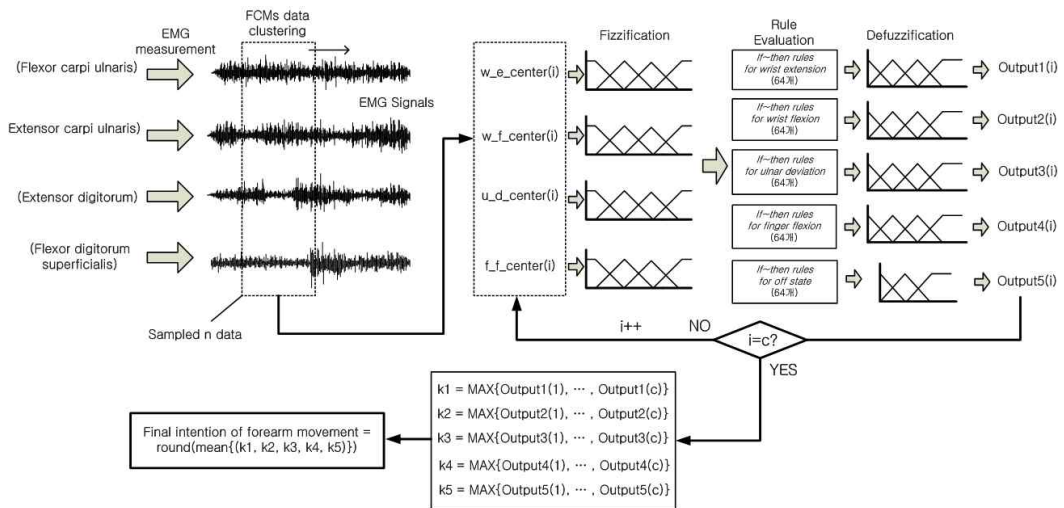 FCMs data
clustering
EMG
measurement
(Flexor carpi ulnaris)
Extensor carpi ulnaris)
(Extensor digitorum)
(Flexor digitorum
superficialis)
EMG Signals
Sampled n data
w_e_center(i)
w_f_center(i)
u_d_center(i)
f_f_center(i)
Fizzification
Rule
Evaluation
If~then rules
for wrist extension
(64개)
If~then rules
for wrist flexion
(64개)
If~then rules
for ulnar deviation
(64개)
If~then rules
for finger flexion
(64개)
If~then rules
for off state
(64개)
Defuzzification
Output1(i)
Output2(i)
Output3(i)
Output4(i)
Output5(i)
i++
NO
i=c?
YES
k1 = MAX{Output1(1), ··· , Output1(c)}
k2 = MAX{Output2(1), ··· , Output2(c)}
k3 = MAX{Output3(1), ··· , Output3(c)}
k4 = MAX{Output4(1), ··· , Output4(c)}
k5 = MAX{Output5(1), ··· , Output5(c)}
Final intention of forearm movement =
round(mean{(k1, k2, k3, k4, k5)})